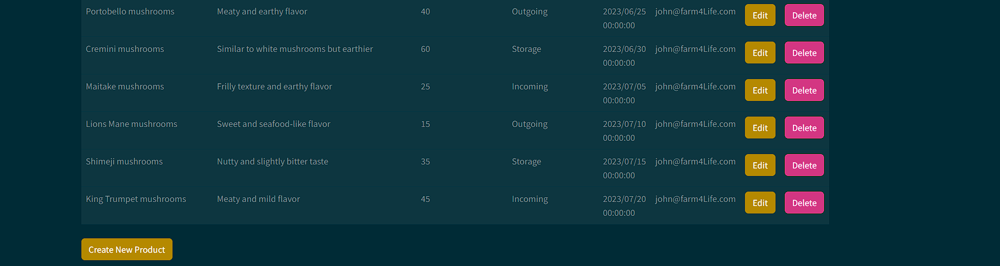 Portobello mushrooms Meaty and earthy flavor 40 Outgoing 2023/06/25 john@farm4Life.com Edit Delete
00:00:00
Cremini mushrooms Similar to white mushrooms but earthier 60 Storage 2023/06/30 john@farm4Life.com Edit Delete
00:00:00
Maitake mushrooms Frilly texture and earthy flavor 25 Incoming 2023/07/05 john@farm4Life.com Edit Delete
00:00:00
Lions Mane mushrooms Sweet and seafood-like flavor 15 Outgoing 2023/07/10 john@farm4Life.com Edit Delete
00:00:00
Shimeji mushrooms Nutty and slightly bitter taste 35 Storage 2023/07/15 john@farm4Life.com Edit Delete
00:00:00
King Trumpet mushrooms Meaty and mild flavor 45 Incoming 2023/07/20 john@farm4Life.com Edit Delete
00:00:00
Create New Product